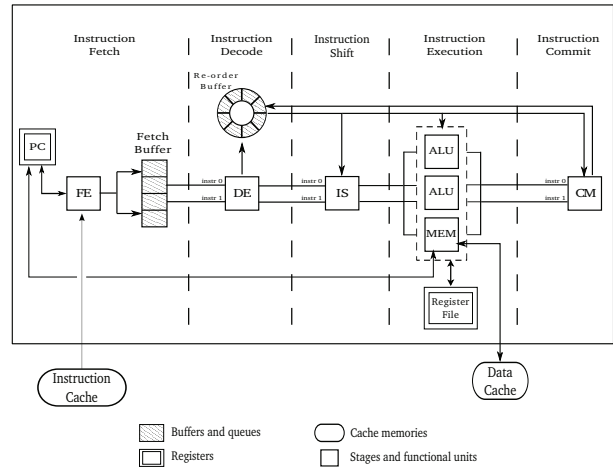 Instruction
Fetch
Instruction
Decode
Instruction
Shift
Instruction
Execution
Instruction
Commit
Re-order
Buffer
Fetch
Buffer
PC
FE
instr 0
instr 1
DE
instr 0
instr 1
IS
ALU
ALU
MEM
instr 0
instr 1
CM
Register
File
Instruction
Cache
Data
Cache
Buffers and queues
Cache memories
Registers
Stages and functional units